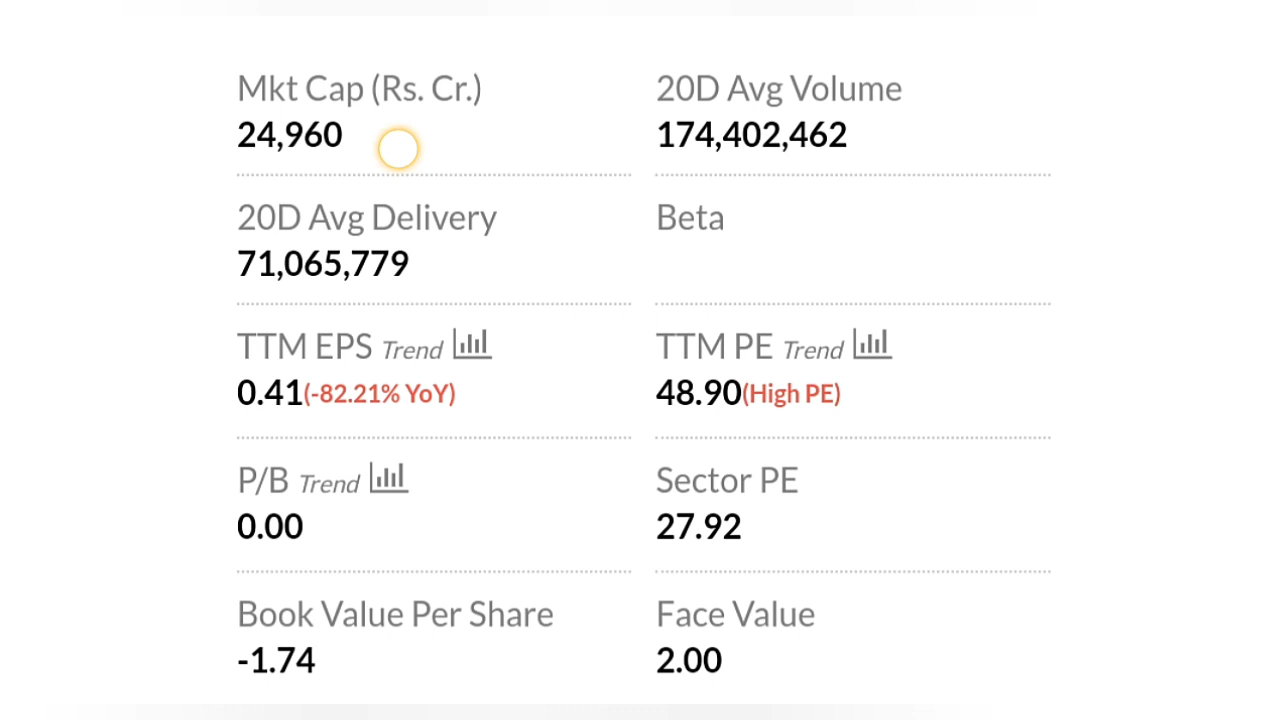 Mkt Cap (Rs. Cr.)
24,960
20D Avg Volume
174,402,462
20D Avg Delivery
71,065,779
Beta
TTM EPS Trend
0.41(-82.21% YoY)
TTM PE Trend
48.90(High PE)
P/B Trend
0.00
Sector PE
27.92
Book Value Per Share
-1.74
Face Value
2.00